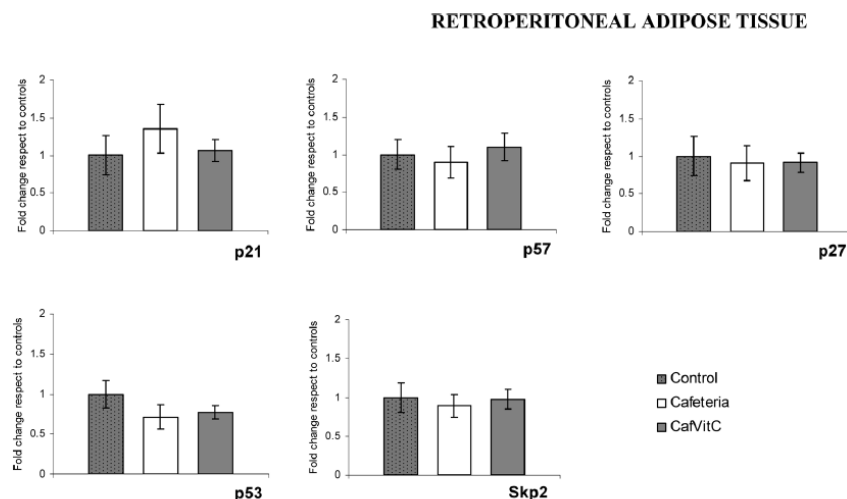 RETROPERITONEAL ADIPOSE TISSUE
Fold change respect to controls
2
1.5
1
0.5
0
p21
Fold change respect to controls
2
1.5
1
0.5
0
p57
Fold change respect to controls
2
1.5
1
0.5
0
p27
Fold change respect to controls
2
1.5
1
0.5
0
p53
Fold change respect to controls
2
1.5
1
0.5
0
Skp2
Control
Cafeteria
CafVitC